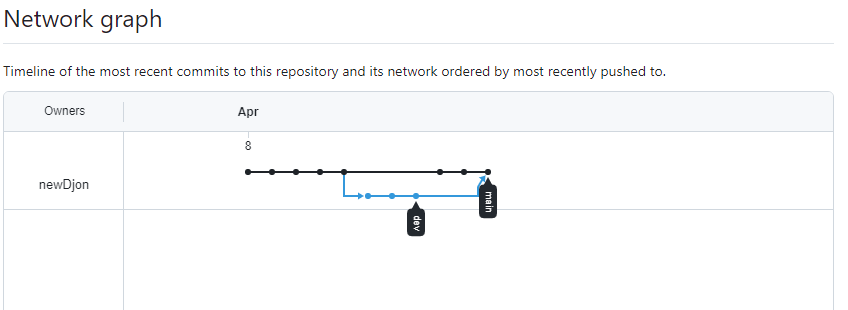 Network graph
Timeline of the most recent commits to this repository and its network ordered by most recently pushed to.
Owners
Apr
8
newDjon
main
dev